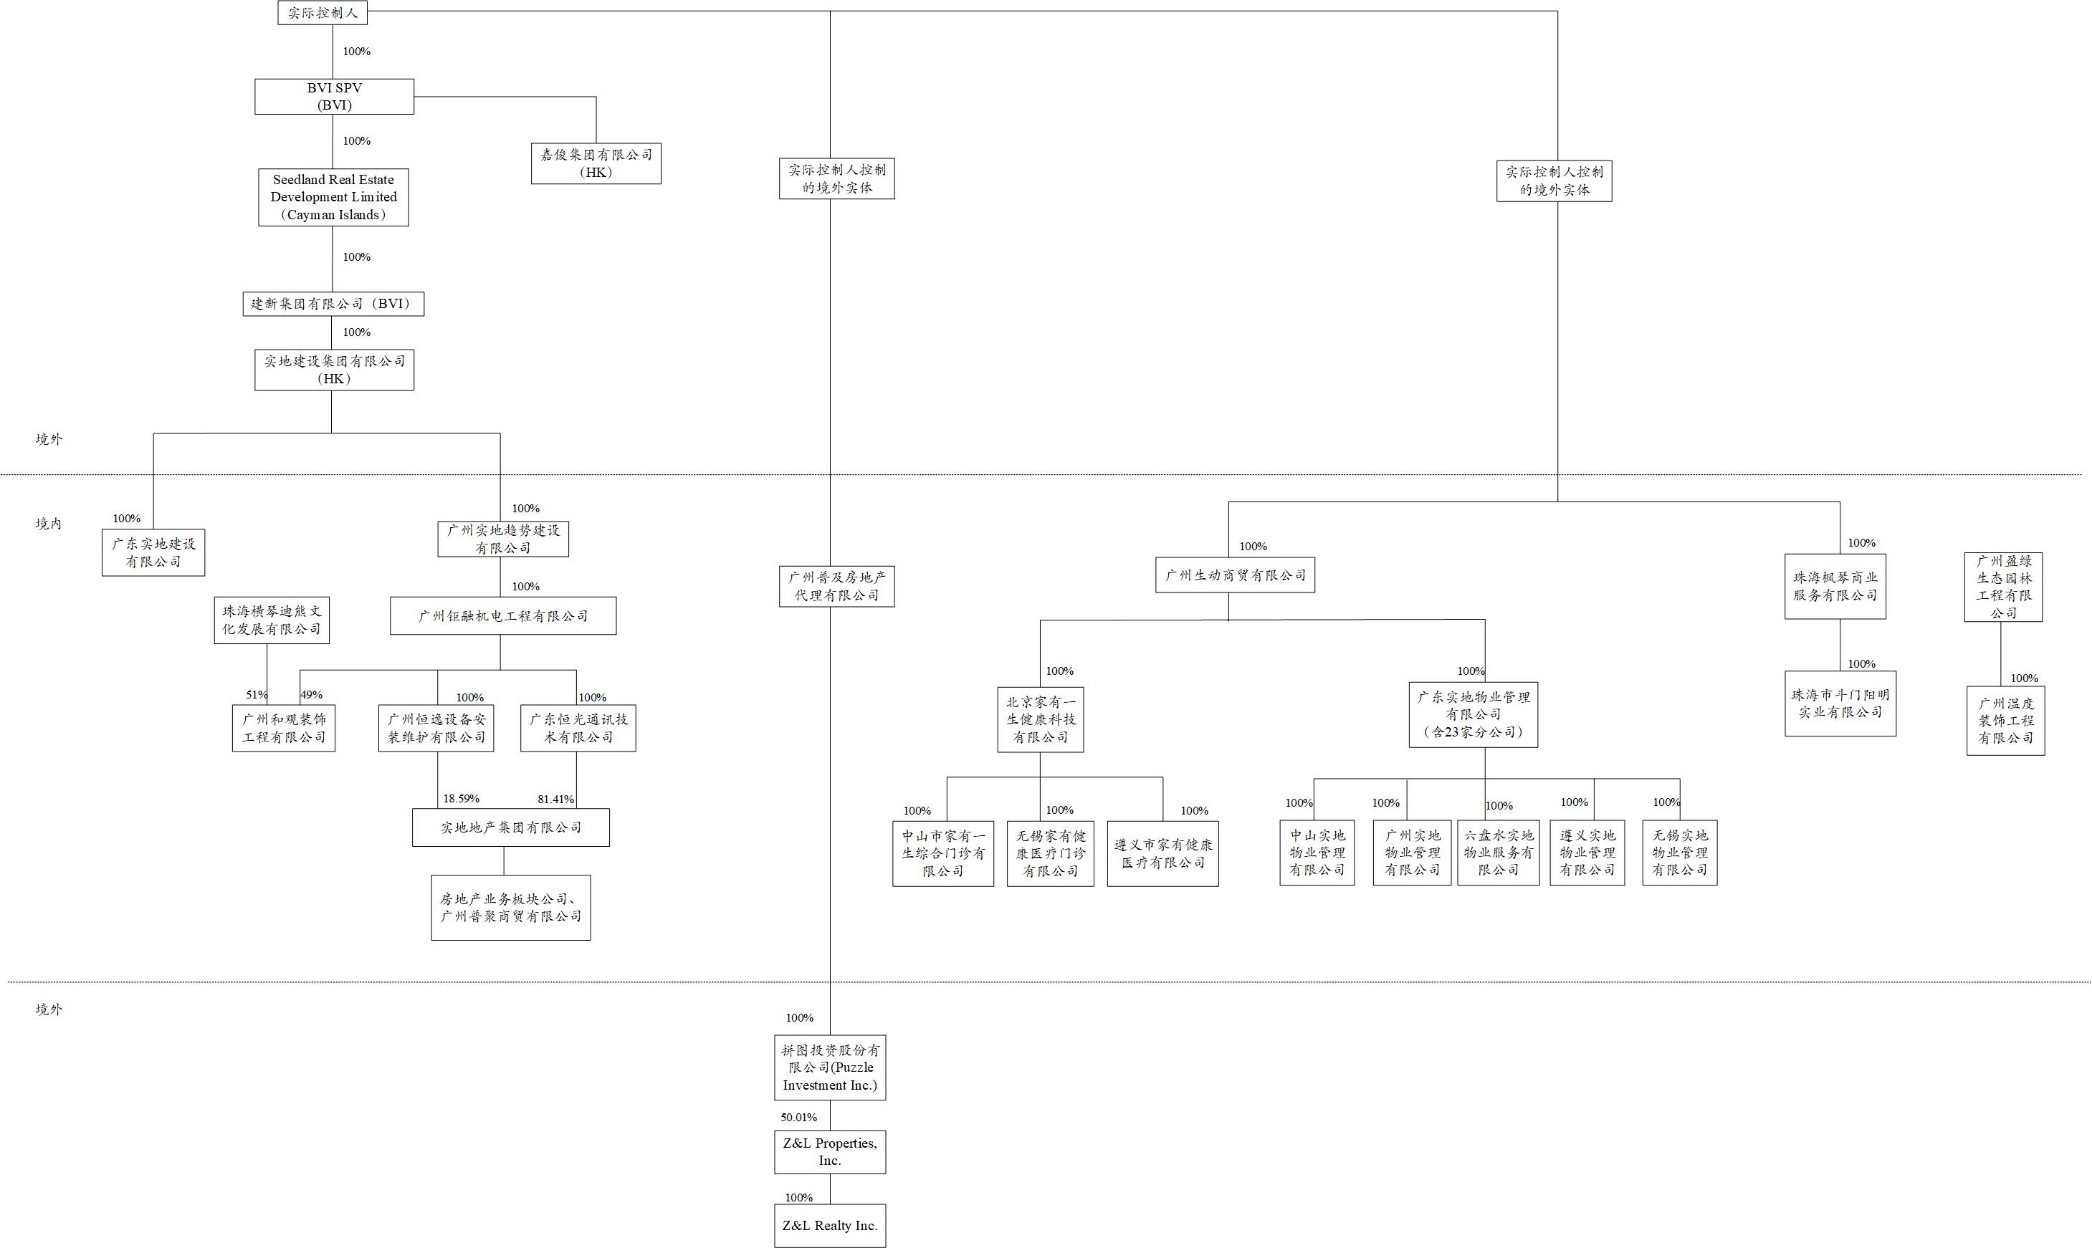 实际控制人
100%
BVI SPV
(BVI)
100%
嘉俊集团有限公司
（HK）
实际控制人控制
的境外实体
实际控制人控制
的境外实体
Seedland Real Estate
Development Limited
（Cayman Islands）
100%
建新集团有限公司（BVI）
100%
实地建设集团有限公司
（HK）
境外
境内
100%
广东实地建设
有限公司
100%
广州实地趋势建设
有限公司
100%
广州钜融机电工程有限公司
珠海横琴迪熊文
化发展有限公司
51%
49%
100%
100%
广州和观装饰
工程有限公司
广州恒逸设备安
装维护有限公司
广东恒光通讯技
术有限公司
18.59%
81.41%
实地地产集团有限公司
房地产业务板块公司、
广州普聚商贸有限公司
广州普及房地产
代理有限公司
100%
广州生动商贸有限公司
100%
北京家有一
生健康科技
有限公司
100%
广东实地物业管理
有限公司
（含23家分公司）
100%
100%
100%
中山市家有一
生综合门诊有
限公司
无锡家有健
康医疗门诊
有限公司
遵义市家有健康
医疗有限公司
100%
100%
100%
100%
100%
中山实地
物业管理
有限公司
广州实地
物业管理
有限公司
六盘水实地
物业服务有
限公司
遵义实地
物业管理
有限公司
无锡实地
物业管理
有限公司
100%
珠海枫琴商业
服务有限公司
100%
珠海市斗门阳明
实业有限公司
广州盈绿
生态园林
工程有限
公司
100%
广州温度
装饰工程
有限公司
境外
100%
拼图投资股份有
限公司(Puzzle
Investment Inc.)
50.01%
Z&L Properties,
Inc.
100%
Z&L Realty Inc.